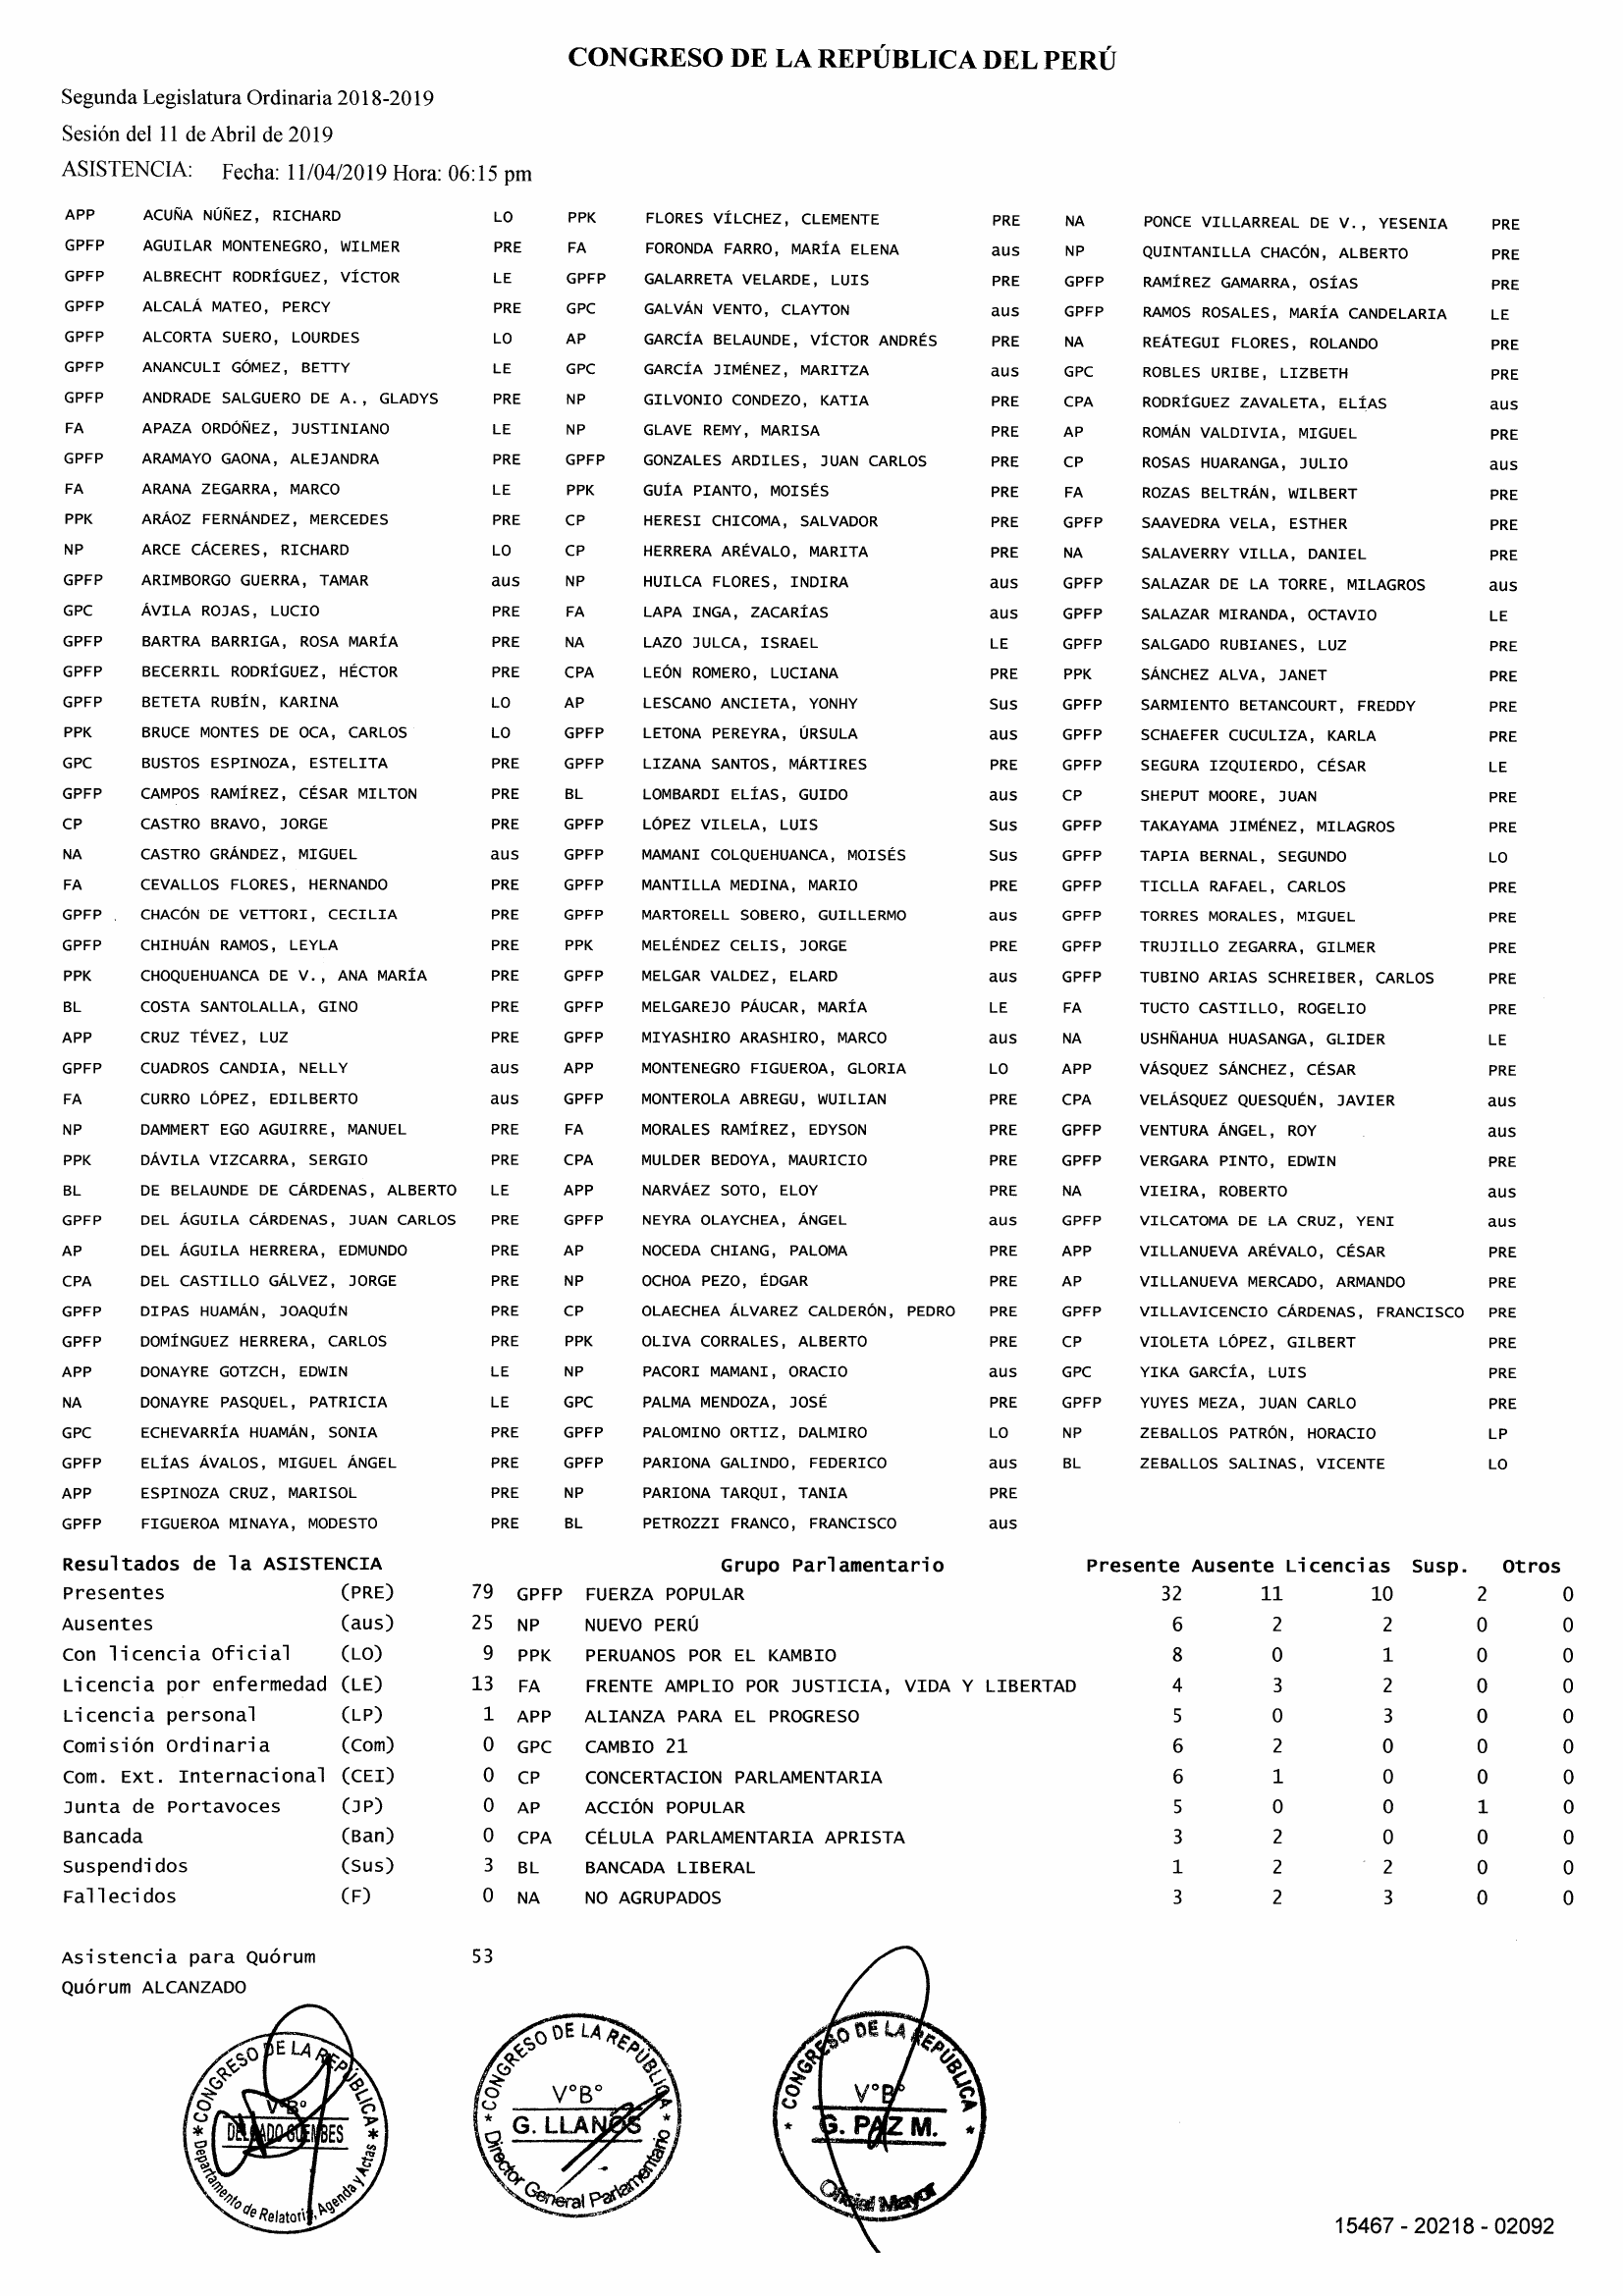 CONGRESO DE LA REPÚBLICA DEL PERÚ
Segunda Legislatura Ordinaria 2018-2019
Sesión del 11 de Abril de 2019
ASISTENCIA: Fecha: 11/04/2019 Hora: 06:15 pm
APP ACUÑA NÚÑEZ, RICHARD LO PPK FLORES VÍLCHEZ, CLEMENTE PRE NA PONCE VILLARREAL DE V., YESENIA PRE
GPFP AGUILAR MONTENEGRO, WILMER PRE FA FORONDA FARRO, MARÍA ELENA aus NP QUINTANILLA CHACÓN, ALBERTO PRE
GPFP ALBRECHT RODRÍGUEZ, VÍCTOR LE GPFP GALARRETA VELARDE, LUIS PRE GPFP RAMÍREZ GAMARRA, OSÍAS PRE
GPFP ALCALÁ MATEO, PERCY PRE GPC GALVÁN VENTO, CLAYTON aus GPFP RAMOS ROSALES, MARÍA CANDELARIA LE
GPFP ALCORTA SUERO, LOURDES LO AP GARCÍA BELAUNDE, VÍCTOR ANDRÉS PRE NA REÁTEGUI FLORES, ROLANDO PRE
GPFP ANANCULI GÓMEZ, BETTY LE GPC GARCÍA JIMÉNEZ, MARITZA aus GPC ROBLES URIBE, LIZBETH PRE
GPFP ANDRADE SALGUERO DE A., GLADYS PRE NP GILVONIO CONDEZO, KATIA PRE CPA RODRÍGUEZ ZAVALETA, ELÍAS aus
FA APAZA ORDÓÑEZ, JUSTINIANO LE NP GLAVE REMY, MARISA PRE AP ROMÁN VALDIVIA, MIGUEL PRE
GPFP ARAMAYO GAONA, ALEJANDRA PRE GPFP GONZALES ARDILES, JUAN CARLOS PRE CP ROSAS HUARANGA, JULIO aus
FA ARANA ZEGARRA, MARCO LE PPK GUÍA PIANTO, MOISÉS PRE FA ROZAS BELTRÁN, WILBERT PRE
PPK ARÁOZ FERNÁNDEZ, MERCEDES PRE CP HERESI CHICOMA, SALVADOR PRE GPFP SAAVEDRA VELA, ESTHER PRE
NP ARCE CÁCERES, RICHARD LO CP HERRERA ARÉVALO, MARITA PRE NA SALAVERRY VILLA, DANIEL PRE
GPFP ARIMBORGO GUERRA, TAMAR aus NP HUILCA FLORES, INDIRA aus GPFP SALAZAR DE LA TORRE, MILAGROS aus
GPC ÁVILA ROJAS, LUCIO PRE FA LAPA INGA, ZACARÍAS aus GPFP SALAZAR MIRANDA, OCTAVIO LE
GPFP BARTRA BARRIGA, ROSA MARÍA PRE NA LAZO JULCA, ISRAEL LE GPFP SALGADO RUBIANES, LUZ PRE
GPFP BECERRIL RODRÍGUEZ, HÉCTOR PRE CPA LEÓN ROMERO, LUCIANA PRE PPK SÁNCHEZ ALVA, JANET PRE
GPFP BETETA RUBÍN, KARINA LO AP LESCANO ANCIETA, YONHY Sus GPFP SARMIENTO BETANCOURT, FREDDY PRE
PPK BRUCE MONTES DE OCA, CARLOS LO GPFP LETONA PEREYRA, ÚRSULA aus GPFP SCHAEFER CUCULIZA, KARLA PRE
GPC BUSTOS ESPINOZA, ESTELITA PRE GPFP LIZANA SANTOS, MÁRTIRES PRE GPFP SEGURA IZQUIERDO, CÉSAR LE
GPFP CAMPOS RAMÍREZ, CÉSAR MILTON PRE BL LOMBARDI ELÍAS, GUIDO aus CP SHEPUT MOORE, JUAN PRE
CP CASTRO BRAVO, JORGE PRE GPFP LÓPEZ VILELA, LUIS Sus GPFP TAKAYAMA JIMÉNEZ, MILAGROS PRE
NA CASTRO GRÁNDEZ, MIGUEL aus GPFP MAMANI COLQUEHUANCA, MOISÉS Sus GPFP TAPIA BERNAL, SEGUNDO LO
FA CEVALLOS FLORES, HERNANDO PRE GPFP MANTILLA MEDINA, MARIO PRE GPFP TICLLA RAFAEL, CARLOS PRE
GPFP CHACÓN DE VETTORI, CECILIA PRE GPFP MARTORELL SOBERO, GUILLERMO aus GPFP TORRES MORALES, MIGUEL PRE
GPFP CHIHUÁN RAMOS, LEYLA PRE PPK MELÉNDEZ CELIS, JORGE PRE GPFP TRUJILLO ZEGARRA, GILMER PRE
PPK CHOQUEHUANCA DE V., ANA MARÍA PRE GPFP MELGAR VALDEZ, ELARD aus GPFP TUBINO ARIAS SCHREIBER, CARLOS PRE
BL COSTA SANTOLALLA, GINO PRE GPFP MELGAREJO PÁUCAR, MARÍA LE FA TUCTO CASTILLO, ROGELIO PRE
APP CRUZ TÉVEZ, LUZ PRE GPFP MIYASHIRO ARASHIRO, MARCO aus NA USHÑAHUA HUASANGA, GLIDER LE
GPFP CUADROS CANDIA, NELLY aus APP MONTENEGRO FIGUEROA, GLORIA LO APP VÁSQUEZ SÁNCHEZ, CÉSAR PRE
FA CURRO LÓPEZ, EDILBERTO aus GPFP MONTEROLA ABREGU, WUILIAN PRE CPA VELÁSQUEZ QUESQUÉN, JAVIER aus
NP DAMMERT EGO AGUIRRE, MANUEL PRE FA MORALES RAMÍREZ, EDYSON PRE GPFP VENTURA ÁNGEL, ROY aus
PPK DÁVILA VIZCARRA, SERGIO PRE CPA MULDER BEDOYA, MAURICIO PRE GPFP VERGARA PINTO, EDWIN PRE
BL DE BELAUNDE DE CÁRDENAS, ALBERTO LE APP NARVÁEZ SOTO, ELOY PRE NA VIEIRA, ROBERTO aus
GPFP DEL ÁGUILA CÁRDENAS, JUAN CARLOS PRE GPFP NEYRA OLAYCHEA, ÁNGEL aus GPFP VILCATOMA DE LA CRUZ, YENI aus
AP DEL ÁGUILA HERRERA, EDMUNDO PRE AP NOCEDA CHIANG, PALOMA PRE APP VILLANUEVA ARÉVALO, CÉSAR PRE
CPA DEL CASTILLO GÁLVEZ, JORGE PRE NP OCHOA PEZO, ÉDGAR PRE AP VILLANUEVA MERCADO, ARMANDO PRE
GPFP DIPAS HUAMÁN, JOAQUÍN PRE CP OLAECHEA ÁLVAREZ CALDERÓN, PEDRO PRE GPFP VILLAVICENCIO CÁRDENAS, FRANCISCO PRE
GPFP DOMÍNGUEZ HERRERA, CARLOS PRE PPK OLIVA CORRALES, ALBERTO PRE CP VIOLETA LÓPEZ, GILBERT PRE
APP DONAYRE GOTZCH, EDWIN LE NP PACORI MAMANI, ORACIO aus GPC YIKA GARCÍA, LUIS PRE
NA DONAYRE PASQUEL, PATRICIA LE GPC PALMA MENDOZA, JOSÉ PRE GPFP YUYES MEZA, JUAN CARLO PRE
GPC ECHEVARRÍA HUAMÁN, SONIA PRE GPFP PALOMINO ORTIZ, DALMIRO LO NP ZEBALLOS PATRÓN, HORACIO LP
GPFP ELÍAS ÁVALOS, MIGUEL ÁNGEL PRE GPFP PARIONA GALINDO, FEDERICO aus BL ZEBALLOS SALINAS, VICENTE LO
APP ESPINOZA CRUZ, MARISOL PRE NP PARIONA TARQUI, TANIA PRE
GPFP FIGUEROA MINAYA, MODESTO PRE BL PETROZZI FRANCO, FRANCISCO aus
Resultados de la ASISTENCIA Grupo Parlamentario Presente Ausente Licencias Susp. Otros
Presentes (PRE) 79 GPFP FUERZA POPULAR 32 11 10 2 0
Ausentes (aus) 25 NP NUEVO PERÚ 6 2 2 0 0
Con licencia Oficial (LO) 9 PPK PERUANOS POR EL KAMBIO 8 0 1 0 0
Licencia por enfermedad (LE) 13 FA FRENTE AMPLIO POR JUSTICIA, VIDA Y LIBERTAD 4 3 2 0 0
Licencia personal (LP) 1 APP ALIANZA PARA EL PROGRESO 5 0 3 0 0
Comisión Ordinaria (Com) 0 GPC CAMBIO 21 6 2 0 0 0
Com. Ext. Internacional (CEI) 0 CP CONCERTACION PARLAMENTARIA 6 1 0 0 0
Junta de Portavoces (JP) 0 AP ACCIÓN POPULAR 5 0 0 1 0
Bancada (Ban) 0 CPA CÉLULA PARLAMENTARIA APRISTA 3 2 0 0 0
Suspendidos (Sus) 3 BL BANCADA LIBERAL 1 2 2 0 0
Fallecidos (F) 0 NA NO AGRUPADOS 3 2 3 0 0
Asistencia para Quórum 53
Quórum ALCANZADO
CONGRESO DE LA REPÚBLICA
V°B°
DELGADO GUEMBES
Departamento de Relatoria, Agenda y Actas
CONGRESO DE LA REPÚBLICA
V°B°
G. LLANOS
Director General Parlamentario
CONGRESO DE LA REPÚBLICA
V°B°
G. PAZ M.
Oficial Mayor
15467 - 20218 - 02092